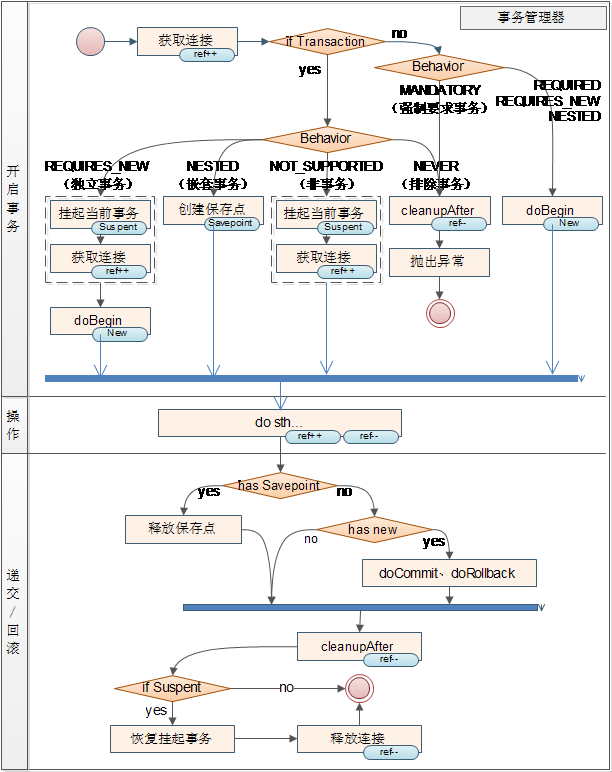 事务管理器
获取连接
ref++
if Transaction
no
yes
Behavior
MANDATORY
（强制要求事务）
REQUIRED
REQUIRES_NEW
NESTED
Behavior
开启事务
REQUIRES_NEW
（独立事务）
NESTED
（嵌套事务）
NOT_SUPPORTED
（非事务）
NEVER
（排除事务）
挂起当前事务
Suspent
创建保存点
Savepoint
挂起当前事务
Suspent
cleanupAfter
ref--
doBegin
New
获取连接
ref++
获取连接
ref++
抛出异常
doBegin
New
操作
do sth...
ref++
ref--
递交/回滚
has Savepoint
yes
no
释放保存点
has new
no
yes
doCommit、doRollback
cleanupAfter
ref--
if Suspent
no
yes
恢复挂起事务
释放连接
ref--